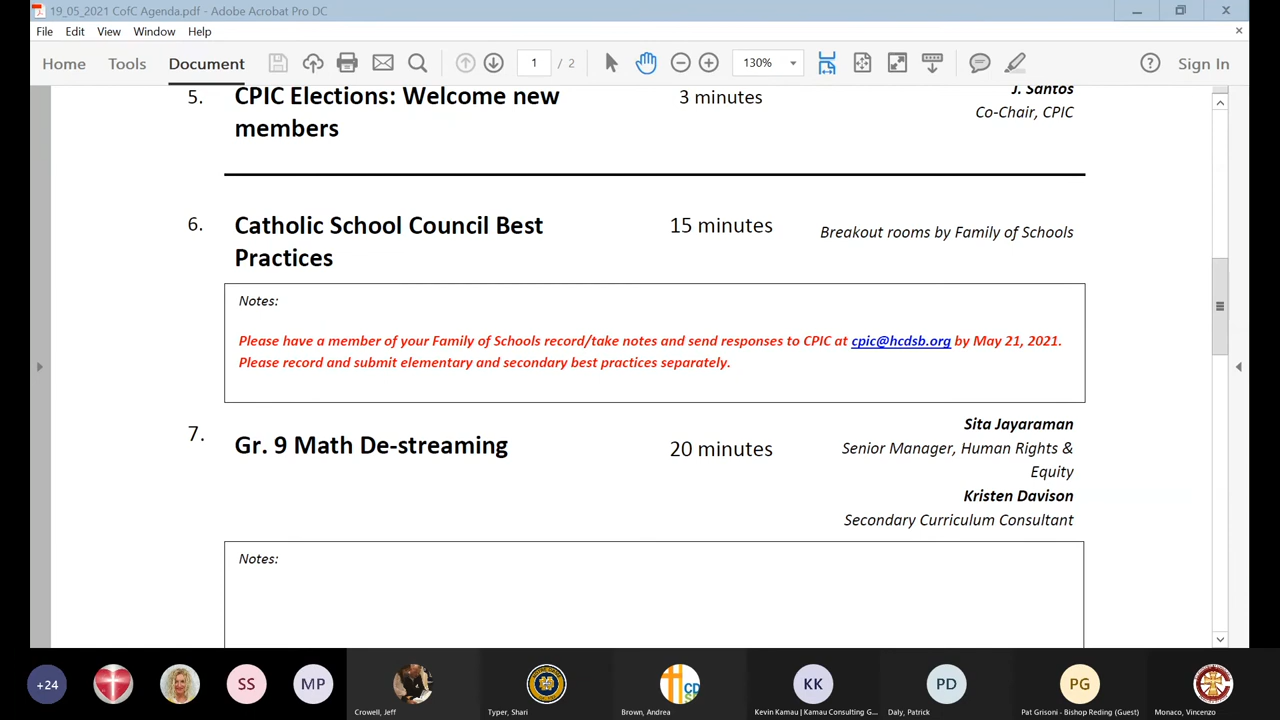 19_05_2021 CofC Agenda.pdf - Adobe Acrobat Pro DC
File Edit View Window Help
Home Tools Document 1 / 2 130% Sign In
5. CPIC Elections: Welcome new members 3 minutes J. Santos
Co-Chair, CPIC
6. Catholic School Council Best 15 minutes Breakout rooms by Family of Schools
Practices
Notes:
Please have a member of your Family of Schools record/take notes and send responses to CPIC at cpic@hcdsb.org by May 21, 2021.
Please record and submit elementary and secondary best practices separately.
7. Gr. 9 Math De-streaming 20 minutes Sita Jayaraman
Senior Manager, Human Rights &
Equity
Kristen Davison
Secondary Curriculum Consultant
Notes:
+24 SS MP KK PD PG
Crowell, Jeff Typer, Shari Brown, Andrea Kevin Kamau | Kamau Consulting G... Daly, Patrick Pat Grisoni - Bishop Reding (Guest) Monaco, Vincenzo